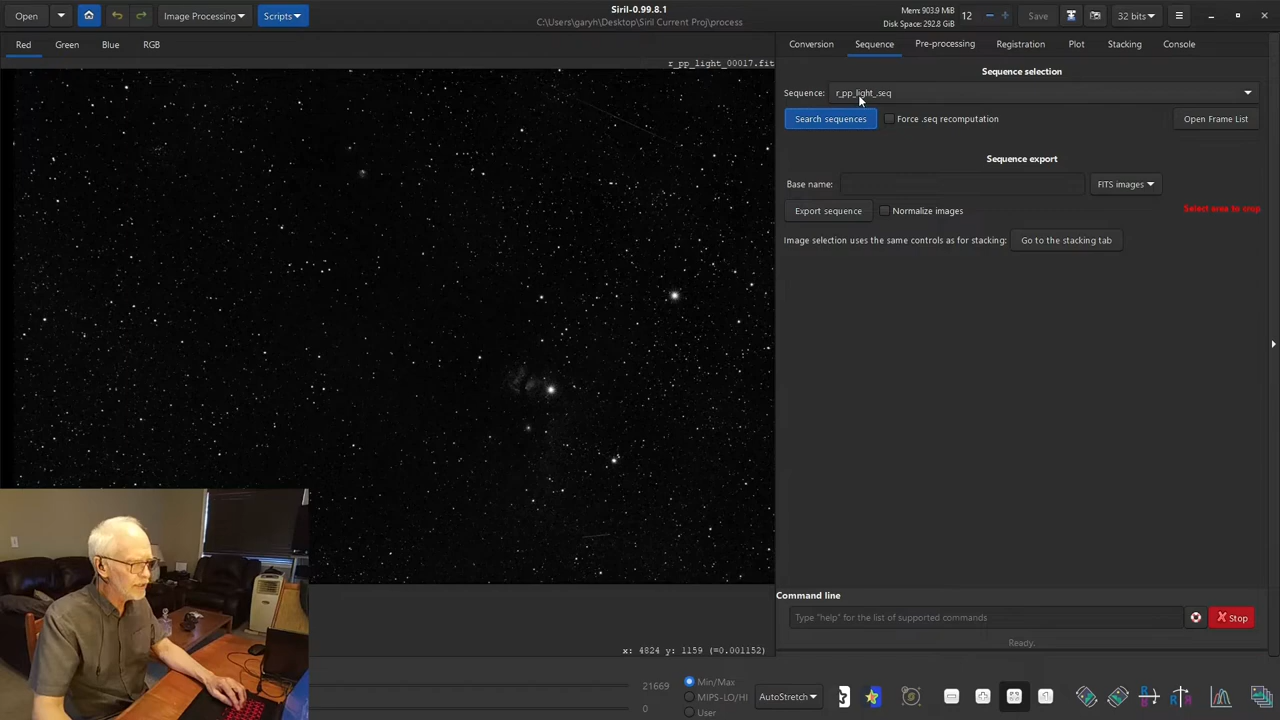 Open
Image Processing
Scripts
Siril-0.99.8.1
C:\Users\garyh\Desktop\Siril Current Proj\process
Mem: 903.9 MiB
Disk Space: 292.8 GiB
12
Save
32 bits
Red
Green
Blue
RGB
r_pp_light_00017.fit
Conversion
Sequence
Pre-processing
Registration
Plot
Stacking
Console
Sequence selection
Sequence:
r_pp_light_.seq
Search sequences
Force .seq recomputation
Open Frame List
Sequence export
Base name:
FITS images
Export sequence
Normalize images
Select area to crop
Image selection uses the same controls as for stacking:
Go to the stacking tab
Command line
Type "help" for the list of supported commands
Stop
Ready.
x: 4824 y: 1159 (=0.001152)
21669
0
Min/Max
MIPS-LO/HI
User
AutoStretch